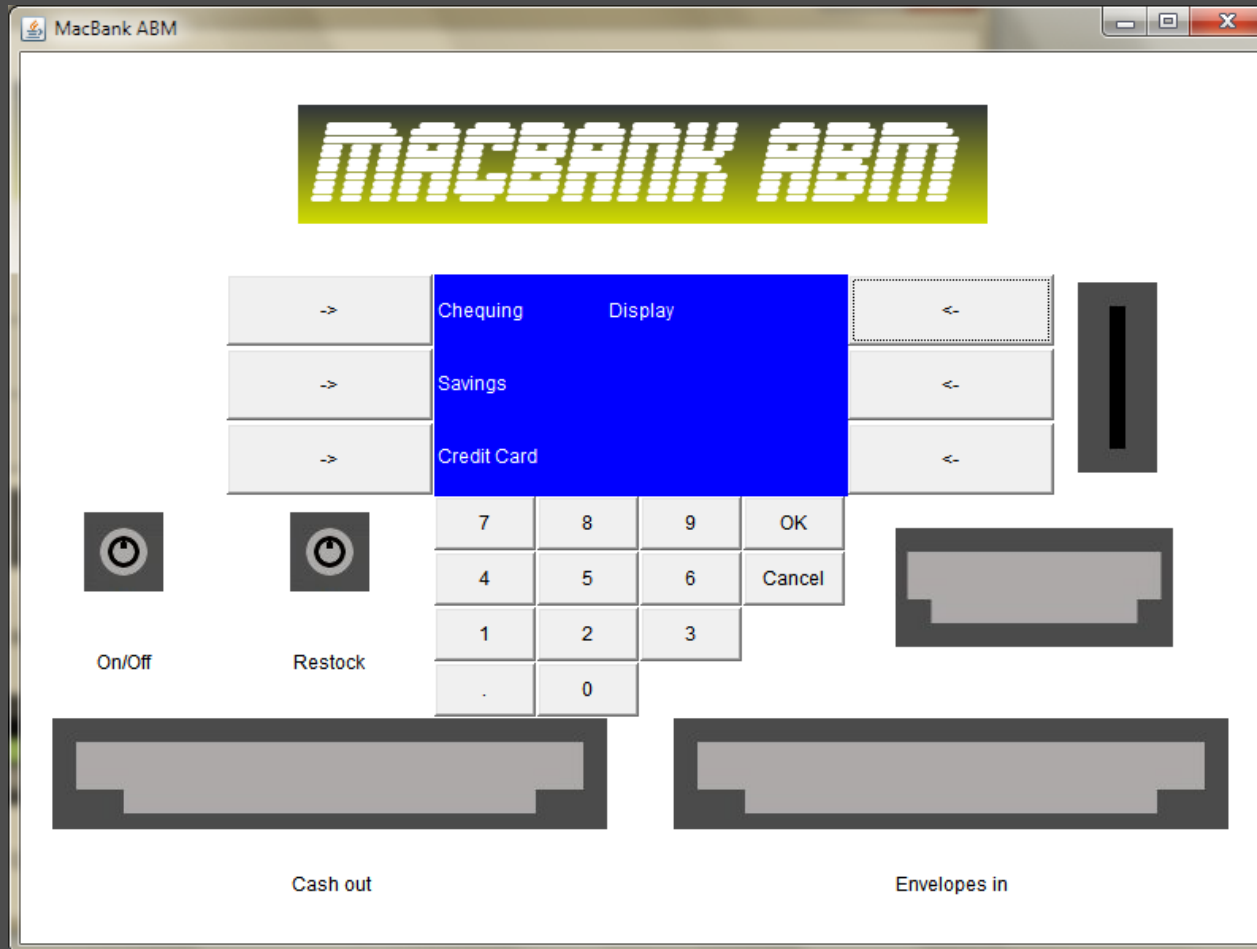 MacBank ABM
MACBANK ABM
-> Chequing Display <-
-> Savings <-
-> Credit Card <-
7 8 9 OK
4 5 6 Cancel
1 2 3
On/Off Restock
. 0
Cash out Envelopes in